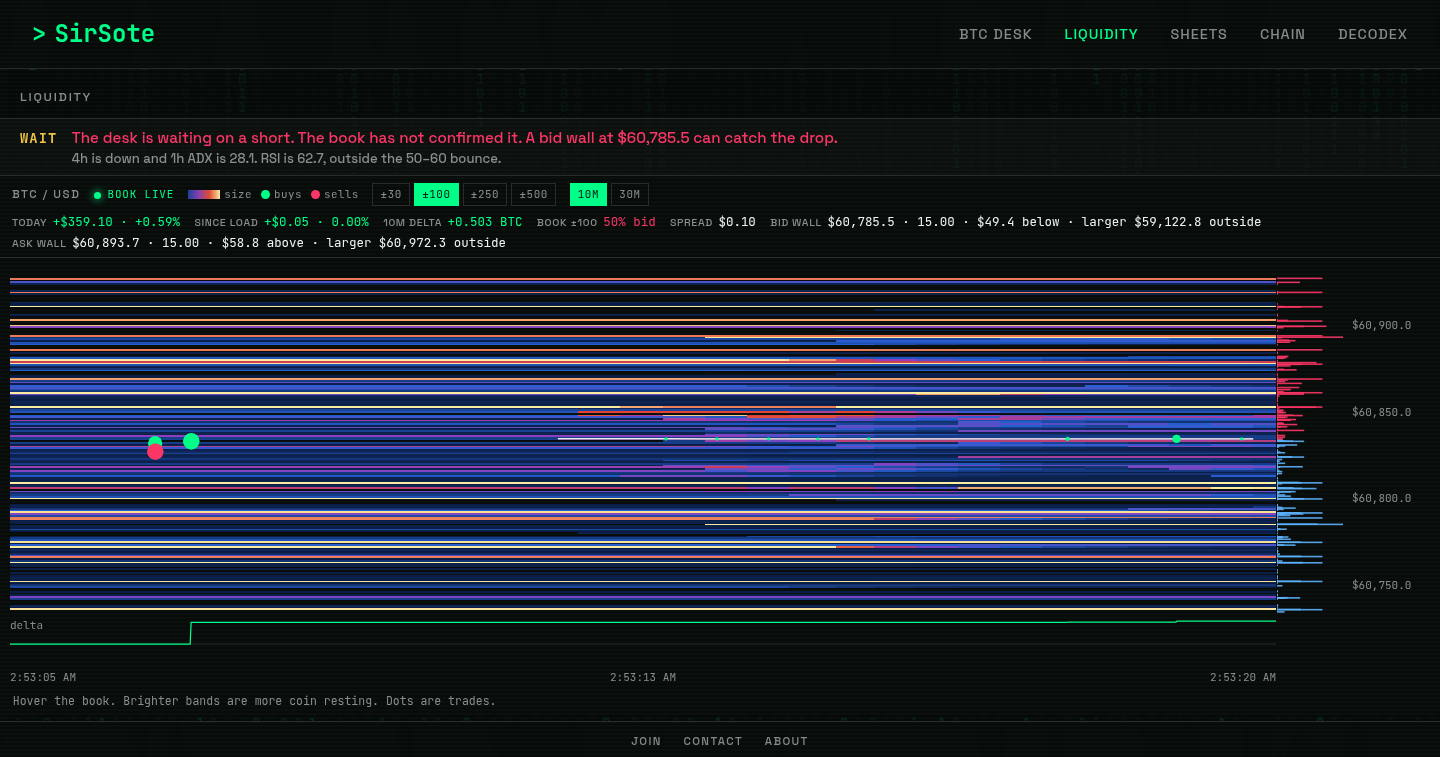 > SirSote
BTC DESK LIQUIDITY SHEETS CHAIN DECODEX
LIQUIDITY
WAIT The desk is waiting on a short. The book has not confirmed it. A bid wall at $60,785.5 can catch the drop.
4h is down and 1h ADX is 28.1. RSI is 62.7, outside the 50–60 bounce.
BTC / USD BOOK LIVE size buys sells ±30 ±100 ±250 ±500 10M 30M
TODAY +$359.10 · +0.59% SINCE LOAD +$0.05 · 0.00% 10M DELTA +0.503 BTC BOOK ±100 50% bid SPREAD $0.10 BID WALL $60,785.5 · 15.00 · $49.4 below · larger $59,122.8 outside
ASK WALL $60,893.7 · 15.00 · $58.8 above · larger $60,972.3 outside
$60,900.0
$60,850.0
$60,800.0
$60,750.0
delta
2:53:05 AM 2:53:13 AM 2:53:20 AM
Hover the book. Brighter bands are more coin resting. Dots are trades.
JOIN CONTACT ABOUT